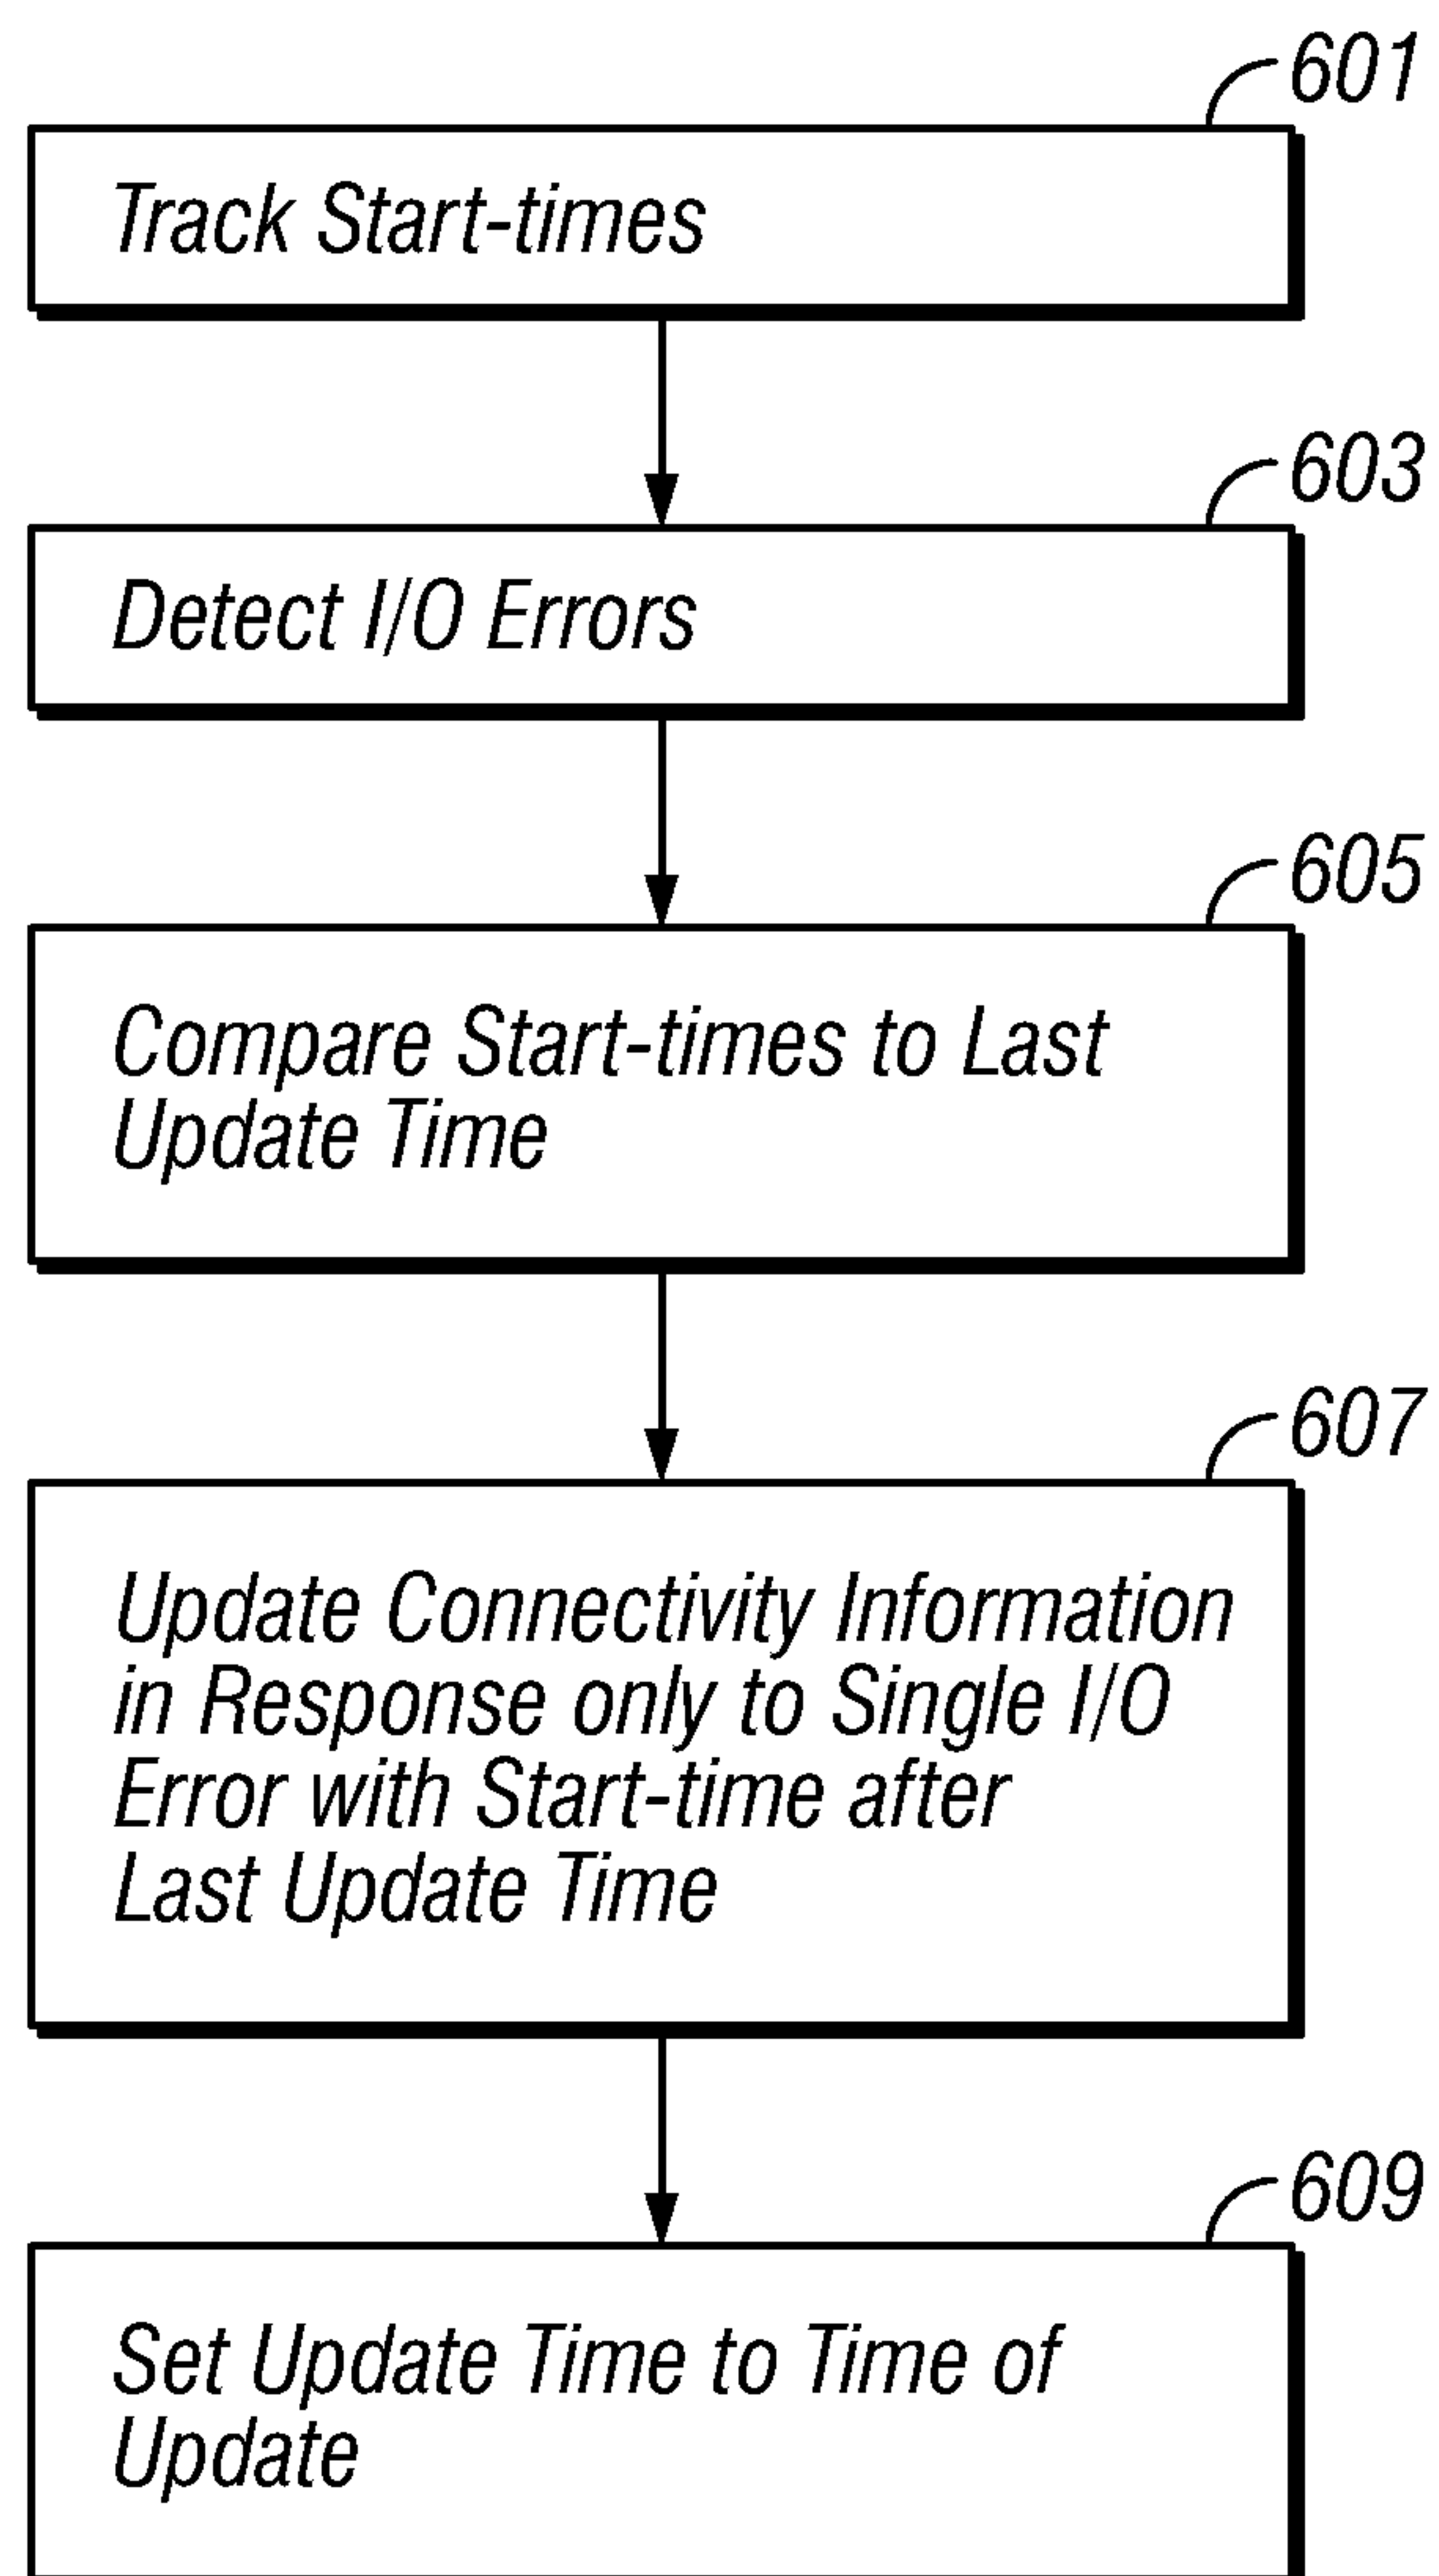 601
Track Start-times
603
Detect I/O Errors
605
Compare Start-times to Last
Update Time
607
Update Connectivity Information
in Response only to Single I/O
Error with Start-time after
Last Update Time
609
Set Update Time to Time of
Update